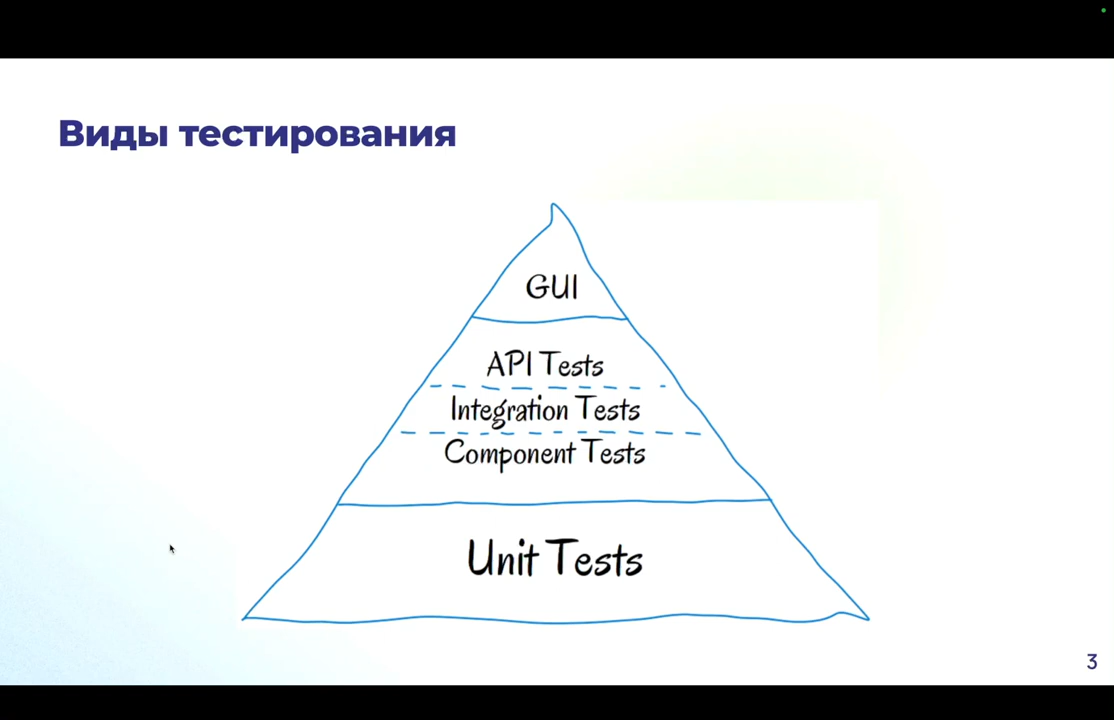 Виды тестирования
GUI
API Tests
Integration Tests
Component Tests
Unit Tests
3